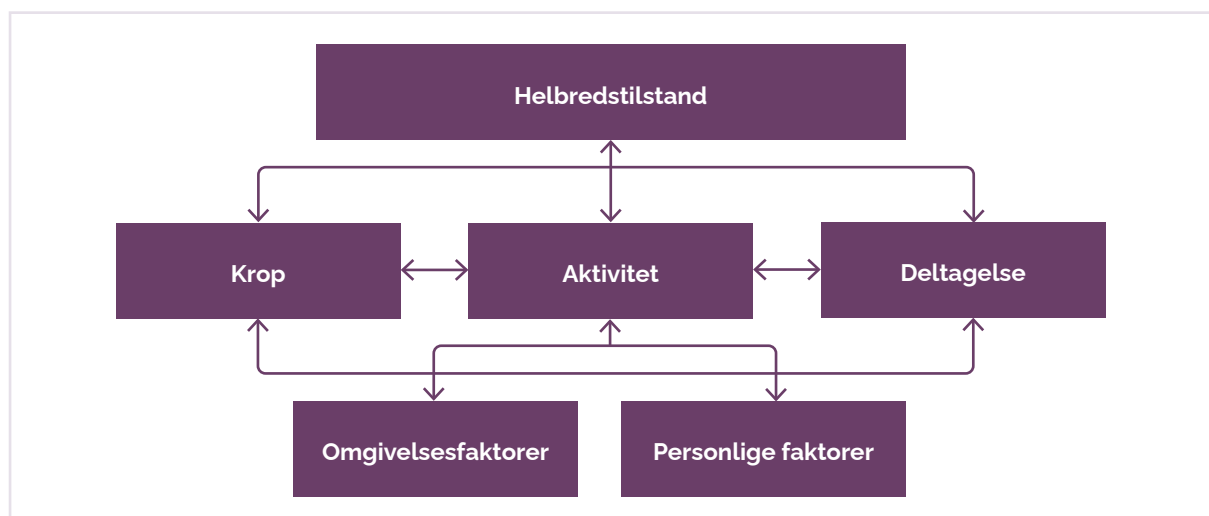 Helbredstilstand
Krop
Aktivitet
Deltagelse
Omgivelsesfaktorer
Personlige faktorer